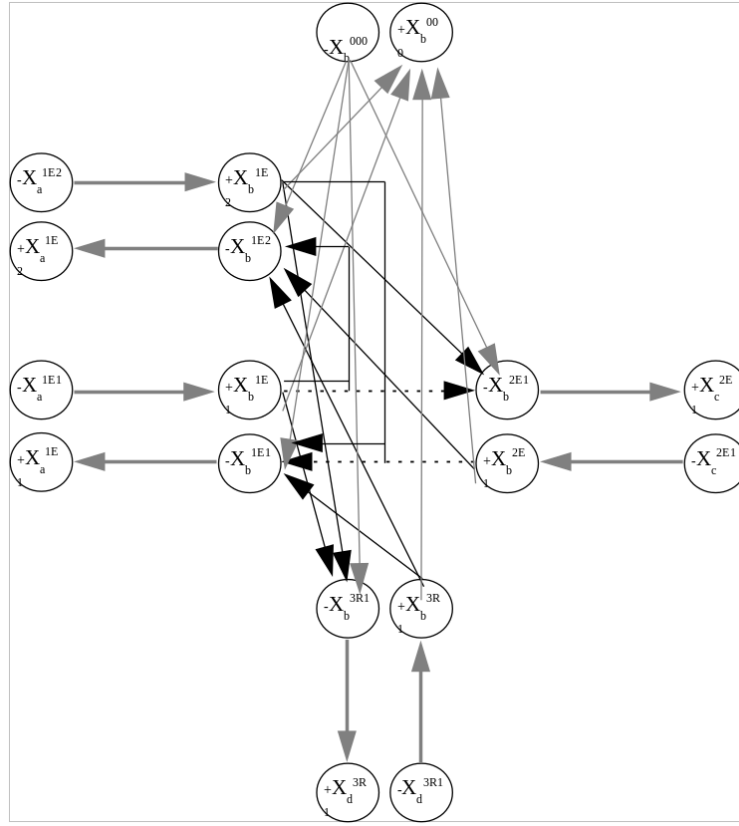 -X_b^000 +X_b^00
0
-X_a^1E2 +X_b^1E
2
+X_a^1E -X_b^1E2
2
-X_a^1E1 +X_b^1E -X_b^2E1 +X_c^2E
1 1
+X_a^1E -X_b^1E1 +X_b^2E -X_c^2E1
1 1
-X_b^3R1 +X_b^3R
1
+X_d^3R -X_d^3R1
1